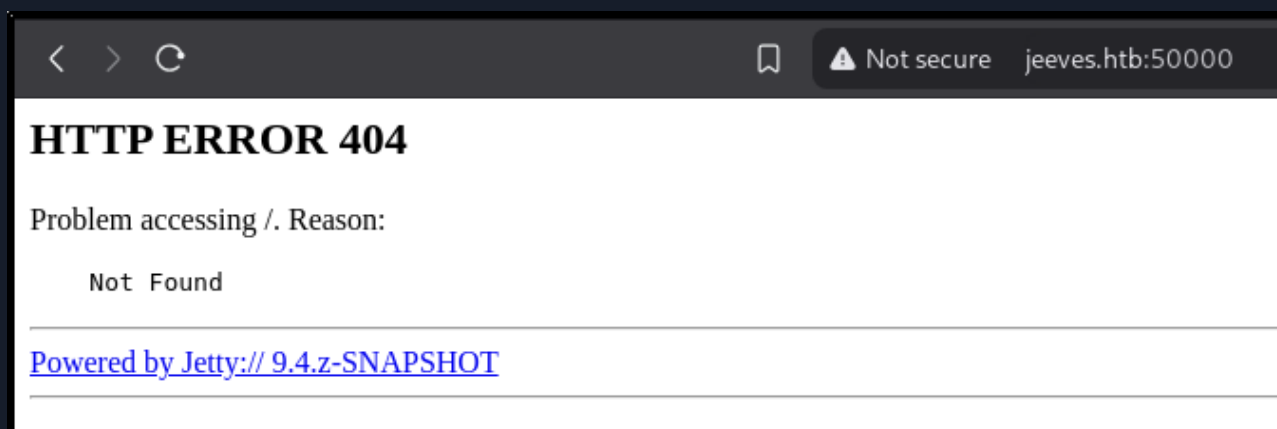 Not secure jeeves.htb:50000
HTTP ERROR 404
Problem accessing /. Reason:
Not Found
Powered by Jetty:// 9.4.z-SNAPSHOT